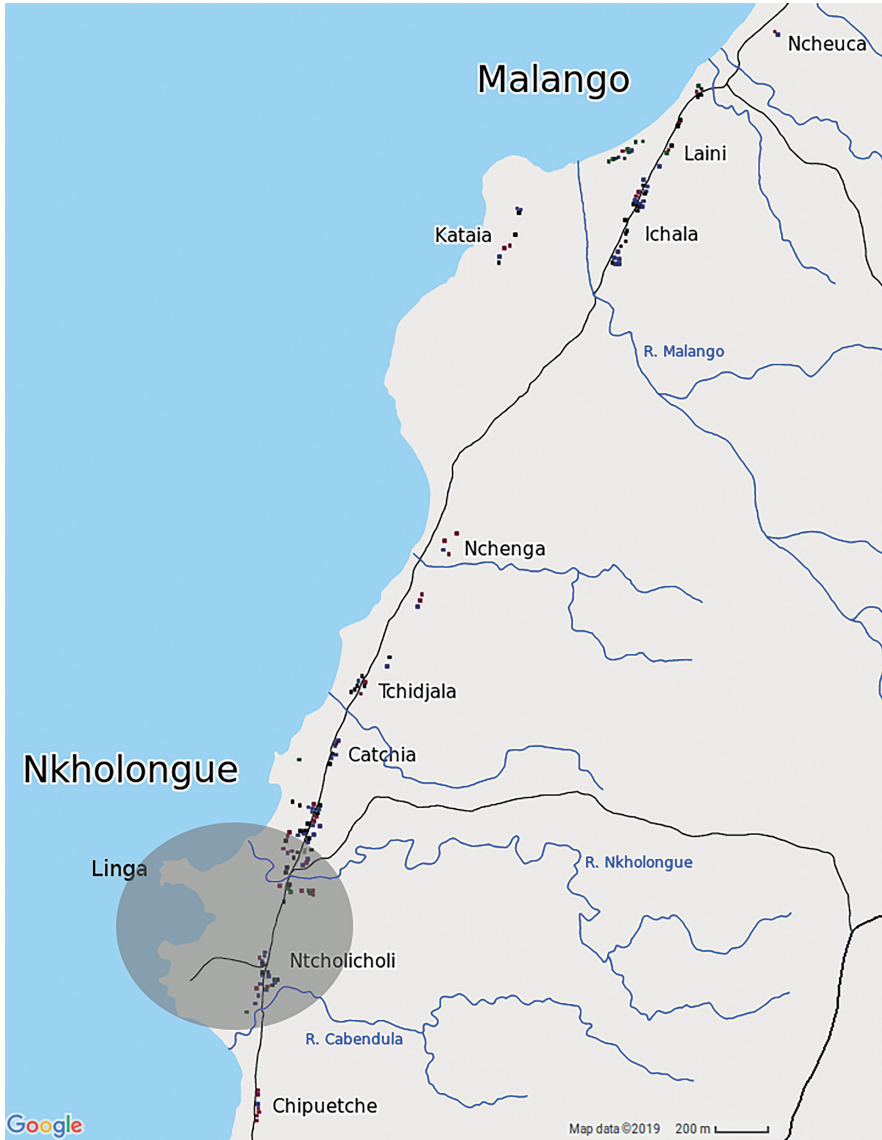 Ncheuca
Malango
Laini
Kataia
Ichala
R. Malango
Nchenga
Tchidjala
Catchia
Nkholongue
Linga
R. Nkholongue
Ntcholicholi
R. Cabendula
Chipuetche
Google
Map data ©2019 200 m